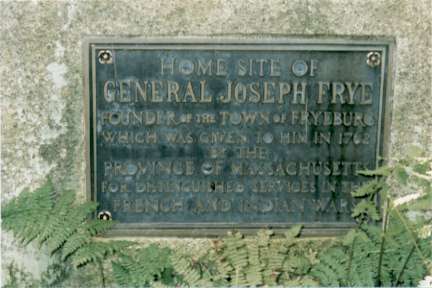 HOME SITE OF
GENERAL JOSEPH FRYE
FOUNDER OF THE TOWN OF FRYEBURG
WHICH WAS GIVEN TO HIM IN 1762
BY THE
PROVINCE OF MASSACHUSETTS
FOR DISTINGUISHED SERVICES IN THE
FRENCH AND INDIAN WARS